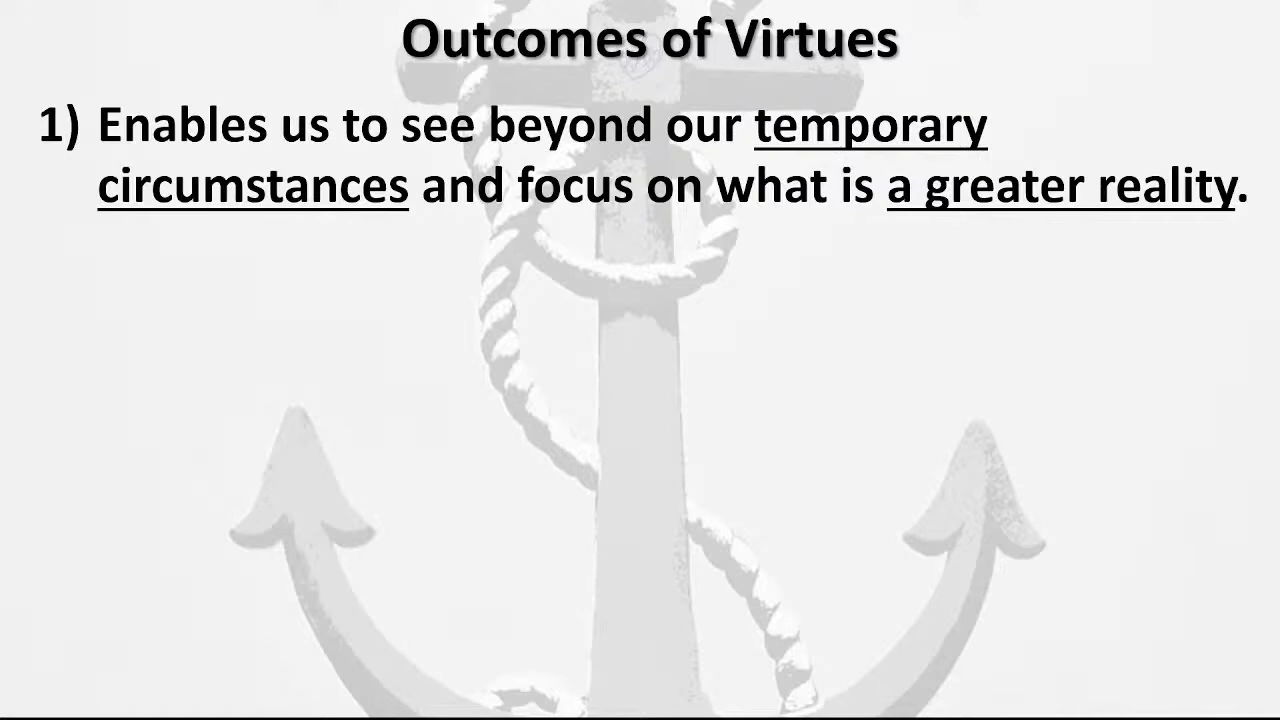 Outcomes of Virtues
1) Enables us to see beyond our temporary
circumstances and focus on what is a greater reality.